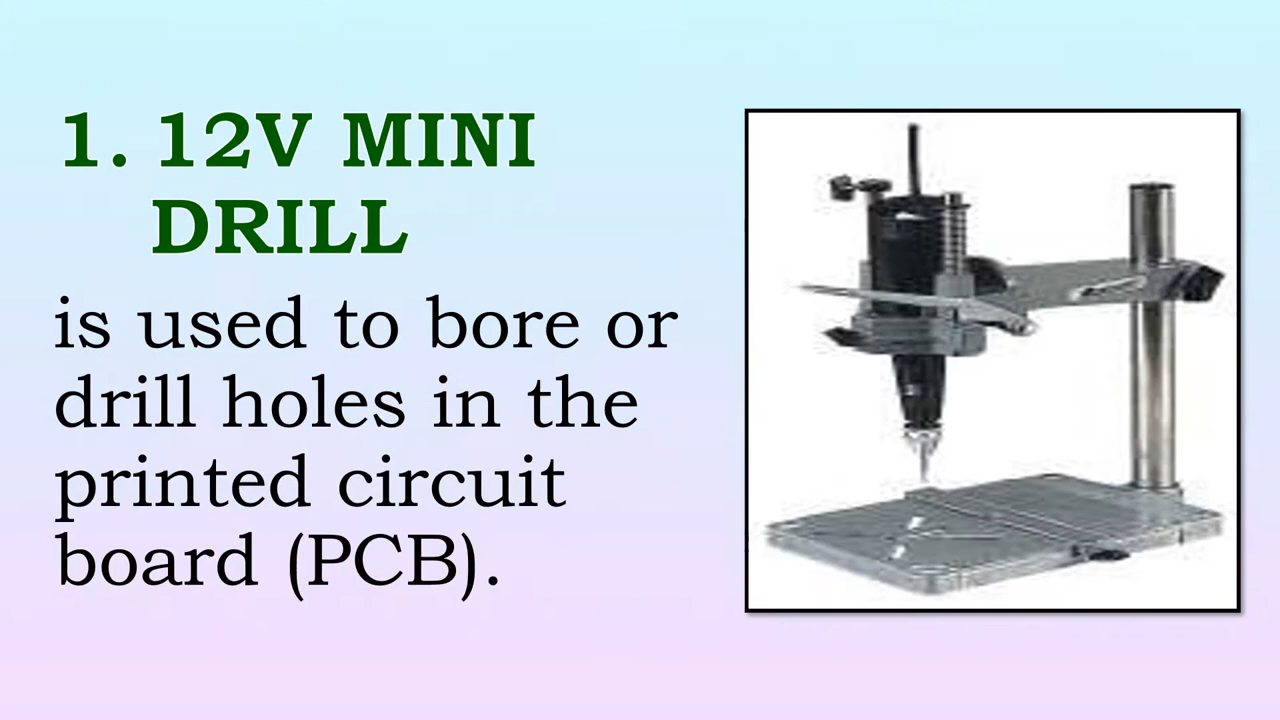 1. 12V MINI
DRILL
is used to bore or
drill holes in the
printed circuit
board (PCB).